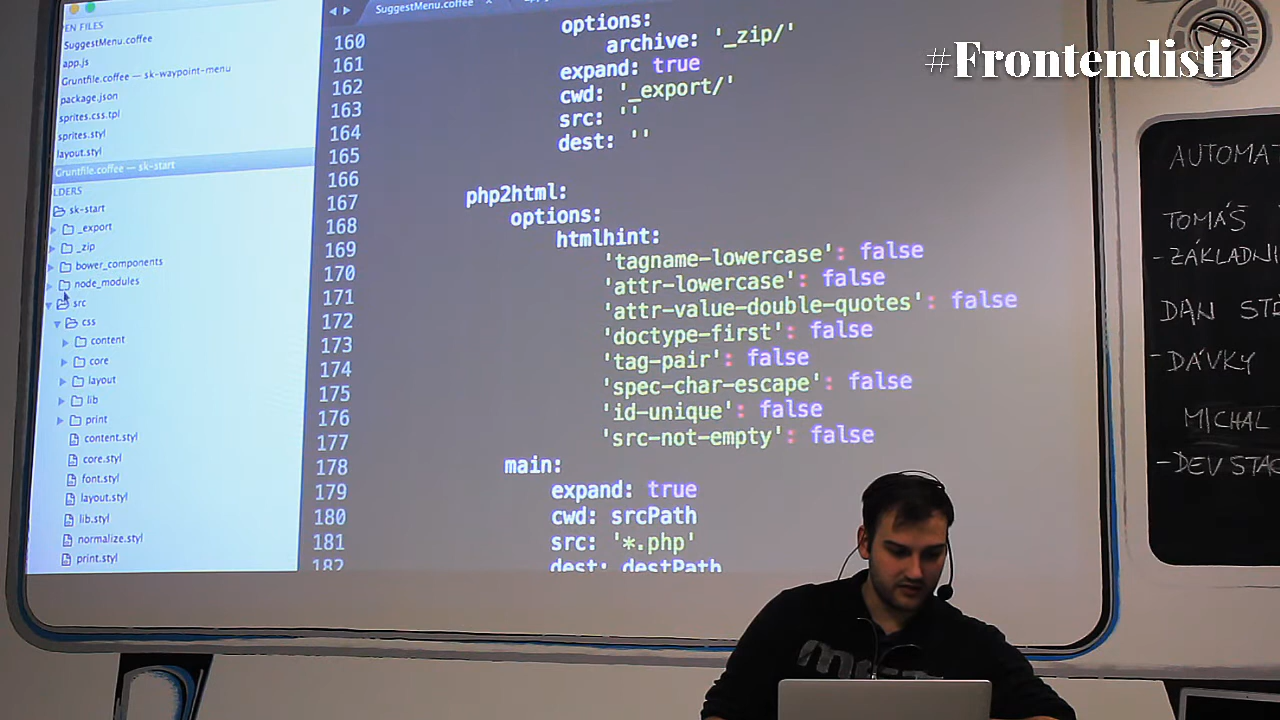 SuggestMenu.coffee
EN FILES
SuggestMenu.coffee
app.js
Gruntfile.coffee — sk-waypoint-menu
package.json
sprites.css.tpl
sprites.styl
layout.styl
Gruntfile.coffee — sk-start
LDERS
sk-start
_export
_zip
bower_components
node_modules
src
css
content
core
layout
lib
print
content.styl
core.styl
font.styl
layout.styl
lib.styl
normalize.styl
print.styl
options:
160 archive: '_zip/'
161 expand: true
162 cwd: '_export/'
163 src: ''
164 dest: ''
165
166
167 php2html:
168 options:
169 htmlhint:
170 'tagname-lowercase': false
171 'attr-lowercase': false
172 'attr-value-double-quotes': false
173 'doctype-first': false
174 'tag-pair': false
175 'spec-char-escape': false
176 'id-unique': false
177 'src-not-empty': false
178 main:
179 expand: true
180 cwd: srcPath
181 src: '*.php'
182 dest: destPath
#Frontendisti
AUTOMAT
TOMÁŠ
- ZÁKLADNI
DAN STR
- DÁVKY
MICHAL
- DEV STAC